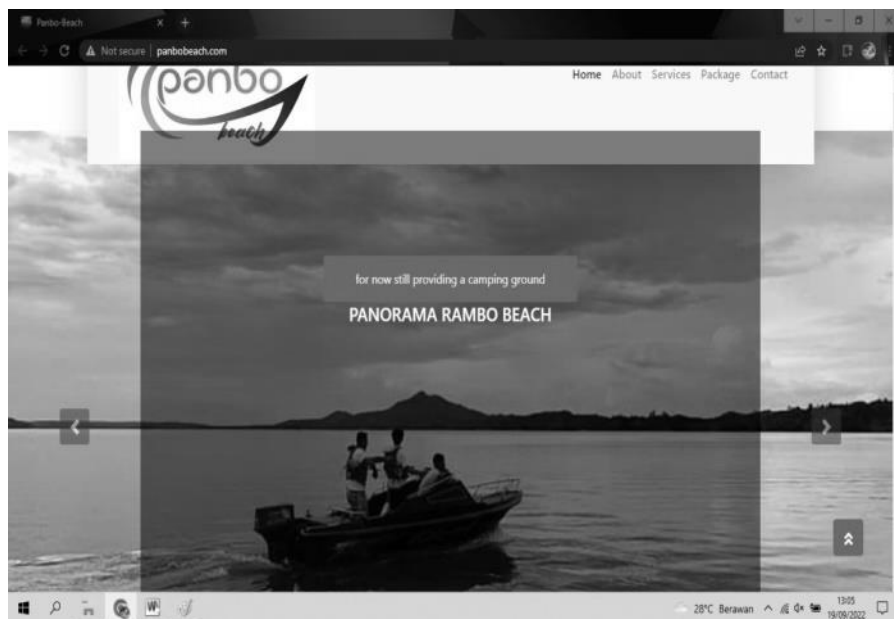 Panbo-Beach
Not secure | panbobeach.com
panbo
beach
Home About Services Package Contact
for now still providing a camping ground
PANORAMA RAMBO BEACH
28°C Berawan
13:05
19/09/2022